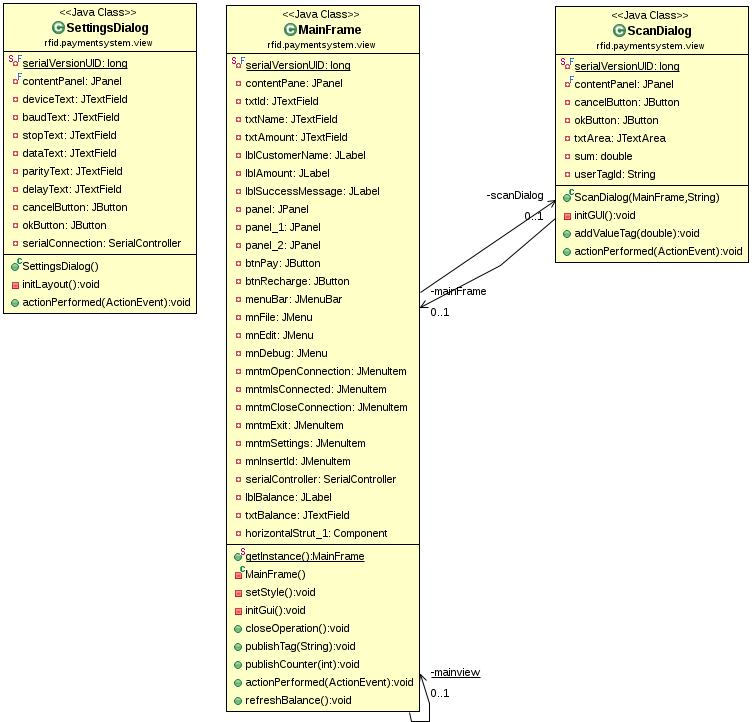 <<Java Class>>
SettingsDialog
rfid.paymentsystem.view
serialVersionUID: long
contentPanel: JPanel
deviceText: JTextField
baudText: JTextField
stopText: JTextField
dataText: JTextField
parityText: JTextField
delayText: JTextField
cancelButton: JButton
okButton: JButton
serialConnection: SerialController
SettingsDialog()
initLayout():void
actionPerformed(ActionEvent):void
<<Java Class>>
MainFrame
rfid.paymentsystem.view
serialVersionUID: long
contentPane: JPanel
txtId: JTextField
txtName: JTextField
txtAmount: JTextField
lblCustomerName: JLabel
lblAmount: JLabel
lblSuccessMessage: JLabel
panel: JPanel
panel_1: JPanel
panel_2: JPanel
btnPay: JButton
btnRecharge: JButton
menuBar: JMenuBar
mnFile: JMenu
mnEdit: JMenu
mnDebug: JMenu
mntmOpenConnection: JMenuItem
mntmIsConnected: JMenuItem
mntmCloseConnection: JMenuItem
mntmExit: JMenuItem
mntmSettings: JMenuItem
mnInsertId: JMenuItem
serialController: SerialController
lblBalance: JLabel
txtBalance: JTextField
horizontalStrut_1: Component
getInstance():MainFrame
MainFrame()
setStyle():void
initGui():void
closeOperation():void
publishTag(String):void
publishCounter(int):void
actionPerformed(ActionEvent):void
refreshBalance():void
-scanDialog
0..1
-mainFrame
0..1
-mainview
0..1
<<Java Class>>
ScanDialog
rfid.paymentsystem.view
serialVersionUID: long
contentPanel: JPanel
cancelButton: JButton
okButton: JButton
txtArea: JTextArea
sum: double
userTagId: String
ScanDialog(MainFrame,String)
initGUI():void
addValueTag(double):void
actionPerformed(ActionEvent):void